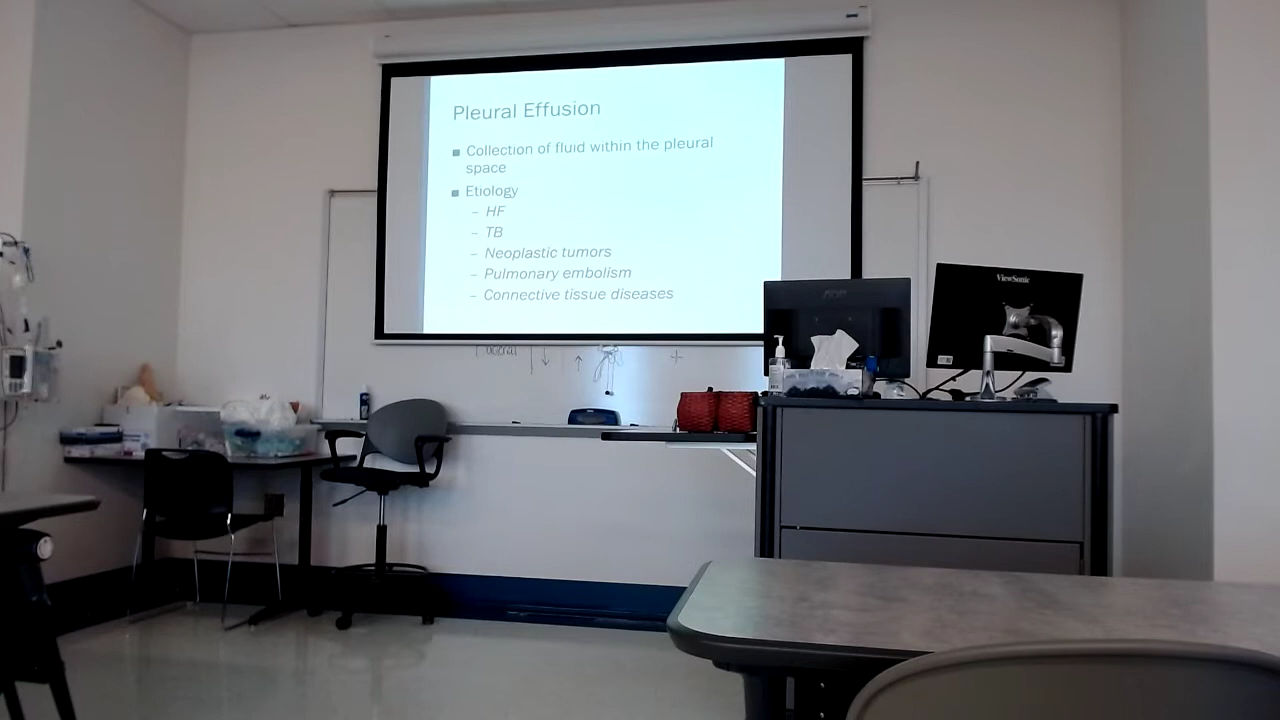 Pleural Effusion
■ Collection of fluid within the pleural
space
■ Etiology
– HF
– TB
– Neoplastic tumors
– Pulmonary embolism
– Connective tissue diseases
ViewSonic